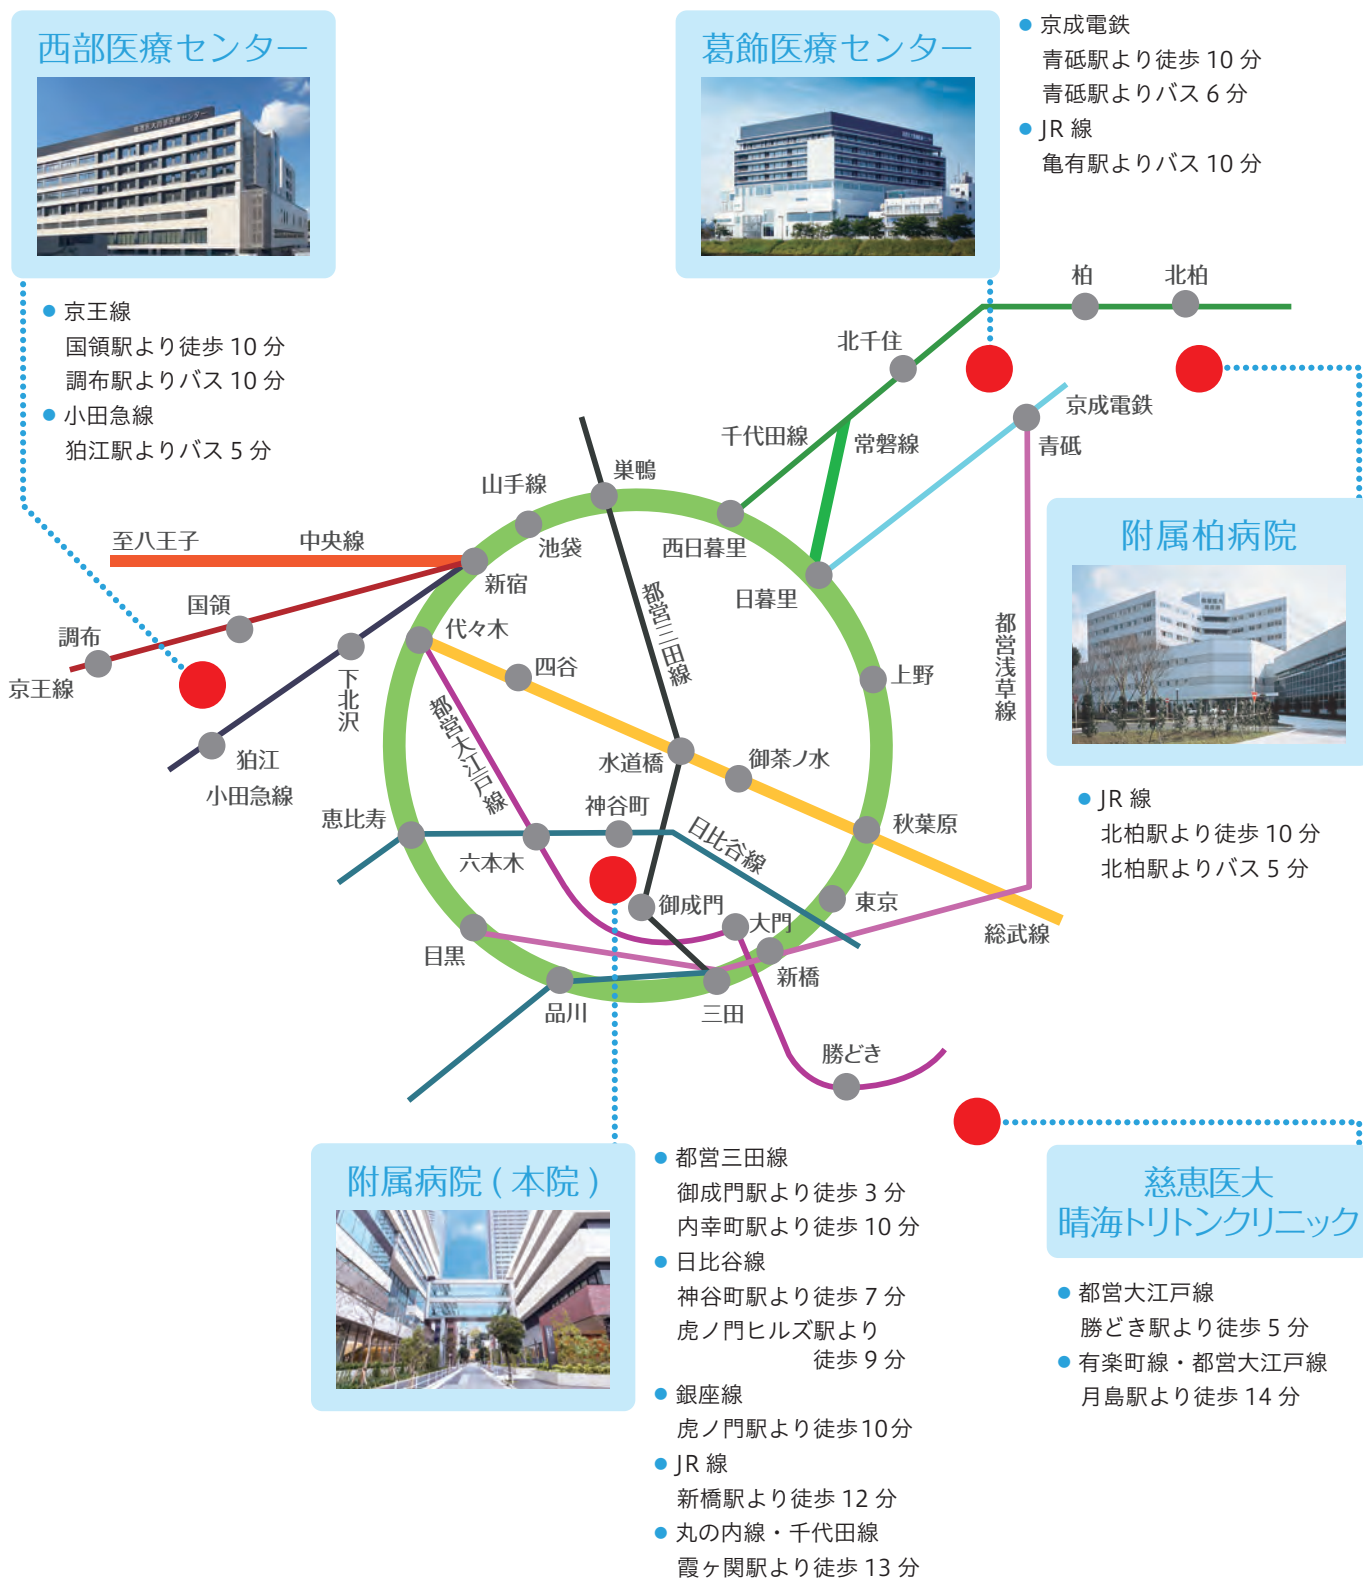 西部医療センター
京王線
国領駅より徒歩 10 分
調布駅よりバス 10 分
小田急線
狛江駅よりバス 5 分
葛飾医療センター
京成電鉄
青砥駅より徒歩 10 分
青砥駅よりバス 6 分
JR 線
亀有駅よりバス 10 分
柏
北柏
北千住
京成電鉄
千代田線
常磐線
青砥
巣鴨
山手線
池袋
西日暮里
至八王子
中央線
新宿
日暮里
国領
代々木
都営三田線
都営浅草線
調布
四谷
上野
京王線
下北沢
都営大江戸線
狛江
水道橋
御茶ノ水
小田急線
恵比寿
神谷町
日比谷線
秋葉原
六本木
御成門
東京
大門
目黒
総武線
新橋
品川
三田
勝どき
附属柏病院
JR 線
北柏駅より徒歩 10 分
北柏駅よりバス 5 分
附属病院 ( 本院 )
都営三田線
御成門駅より徒歩 3 分
内幸町駅より徒歩 10 分
日比谷線
神谷町駅より徒歩 7 分
虎ノ門ヒルズ駅より
徒歩 9 分
銀座線
虎ノ門駅より徒歩10分
JR 線
新橋駅より徒歩 12 分
丸の内線・千代田線
霞ヶ関駅より徒歩 13 分
慈恵医大
晴海トリトンクリニック
都営大江戸線
勝どき駅より徒歩 5 分
有楽町線・都営大江戸線
月島駅より徒歩 14 分